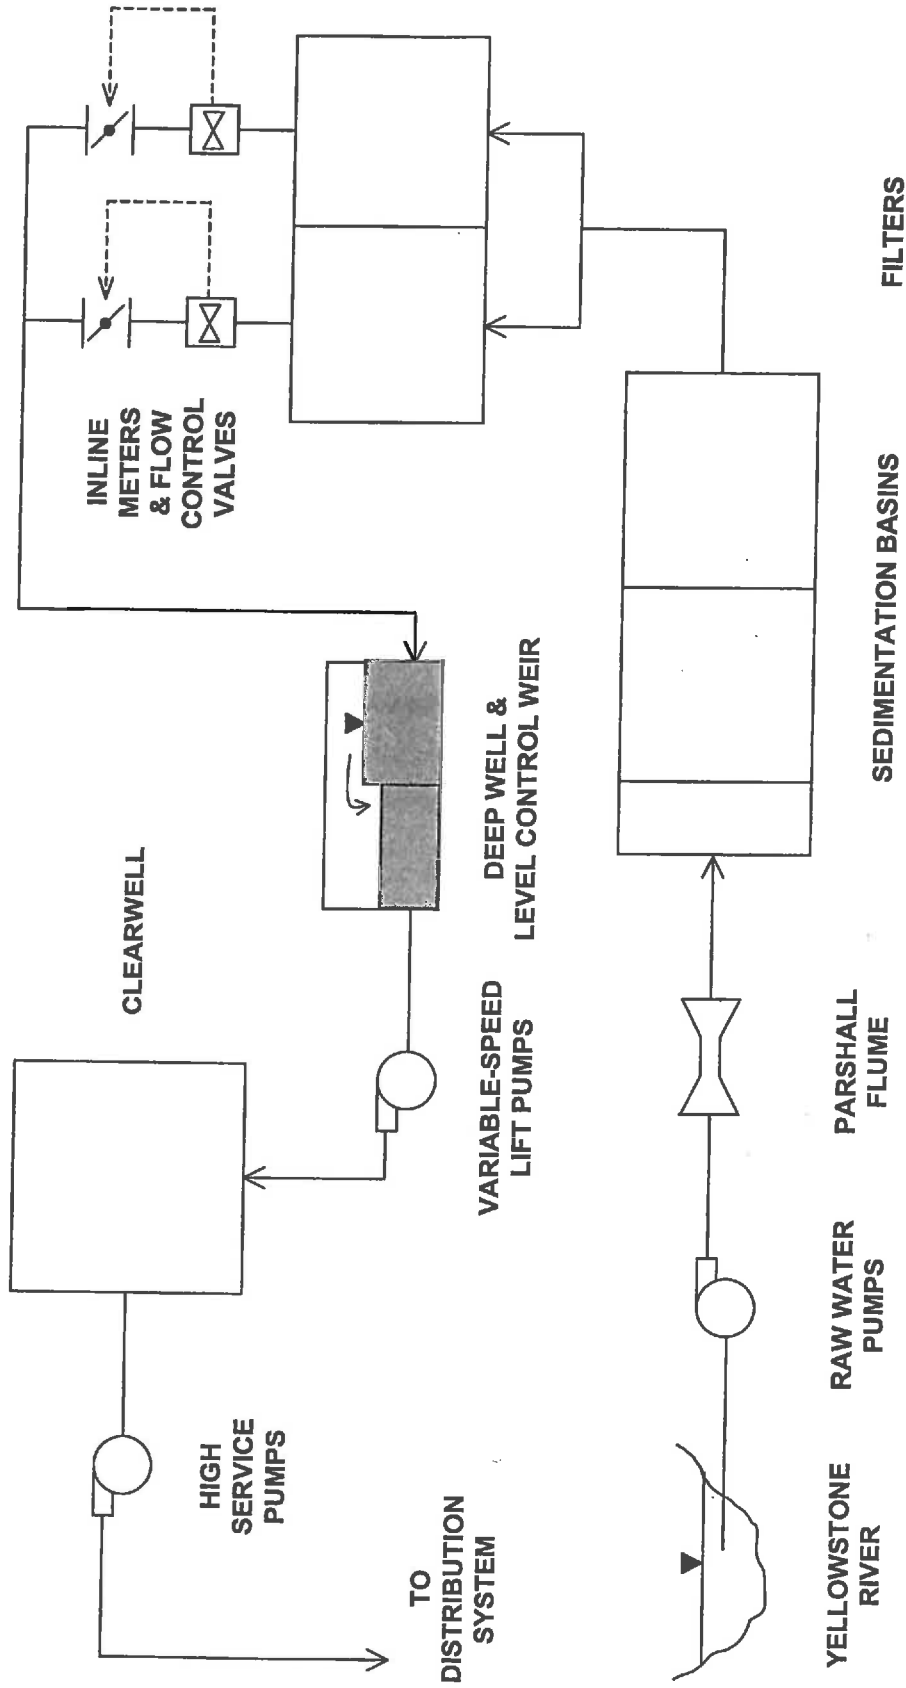 INLINE
METERS
& FLOW
CONTROL
VALVES
CLEARWELL
HIGH
SERVICE
PUMPS
TO
DISTRIBUTION
SYSTEM
VARIABLE-SPEED
LIFT PUMPS
DEEP WELL &
LEVEL CONTROL WEIR
YELLOWSTONE
RIVER
RAW WATER
PUMPS
PARSHALL
FLUME
SEDIMENTATION BASINS
FILTERS